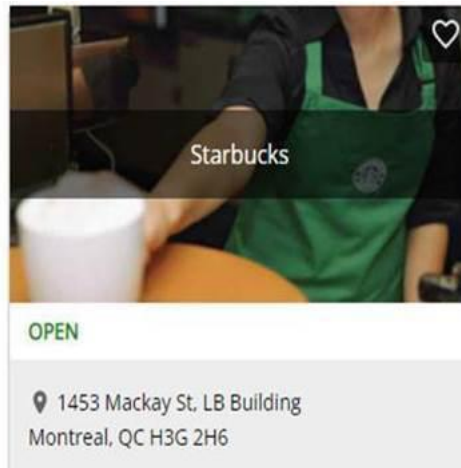 Starbucks
OPEN
1453 Mackay St, LB Building
Montreal, QC H3G 2H6